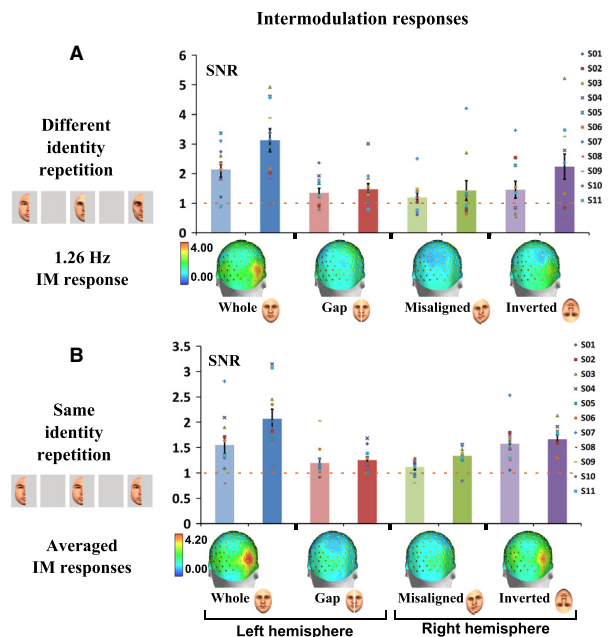 Intermodulation responses
A
Different
identity
repetition
1.26 Hz
IM response
SNR
6
5
4
3
2
1
0
S01
S02
S03
S04
S05
S06
S07
S08
S09
S10
S11
4.00
0.00
Whole
Gap
Misaligned
Inverted
B
Same
identity
repetition
Averaged
IM responses
SNR
3.5
3
2.5
2
1.5
1
0.5
0
S01
S02
S03
S04
S05
S06
S07
S08
S09
S10
S11
4.20
0.00
Whole
Gap
Misaligned
Inverted
Left hemisphere
Right hemisphere